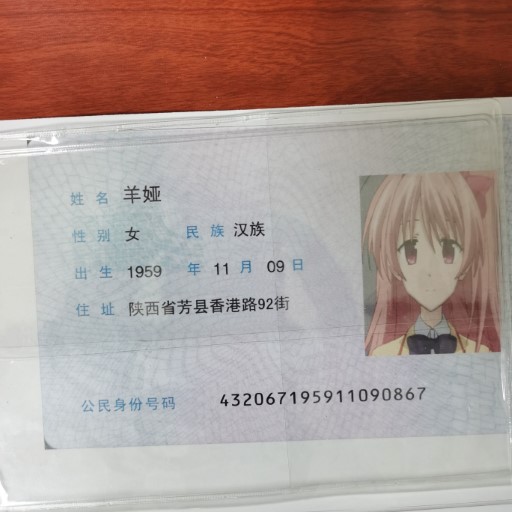 姓名 羊娅
性别 女 民族 汉族
出生 1959 年 11 月 09 日
住址 陕西省芳县香港路92街
公民身份号码 432067195911090867